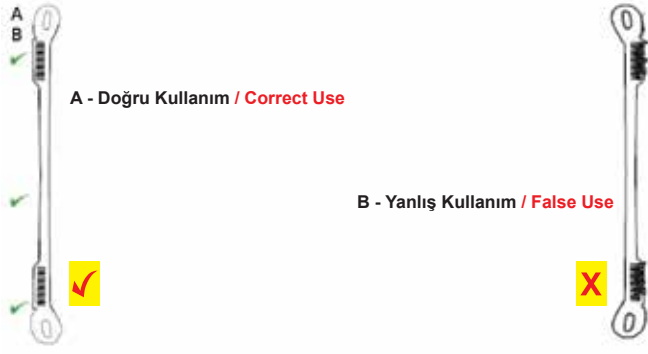 A
B
A - Doğru Kullanım / Correct Use
B - Yanlış Kullanım / False Use
X